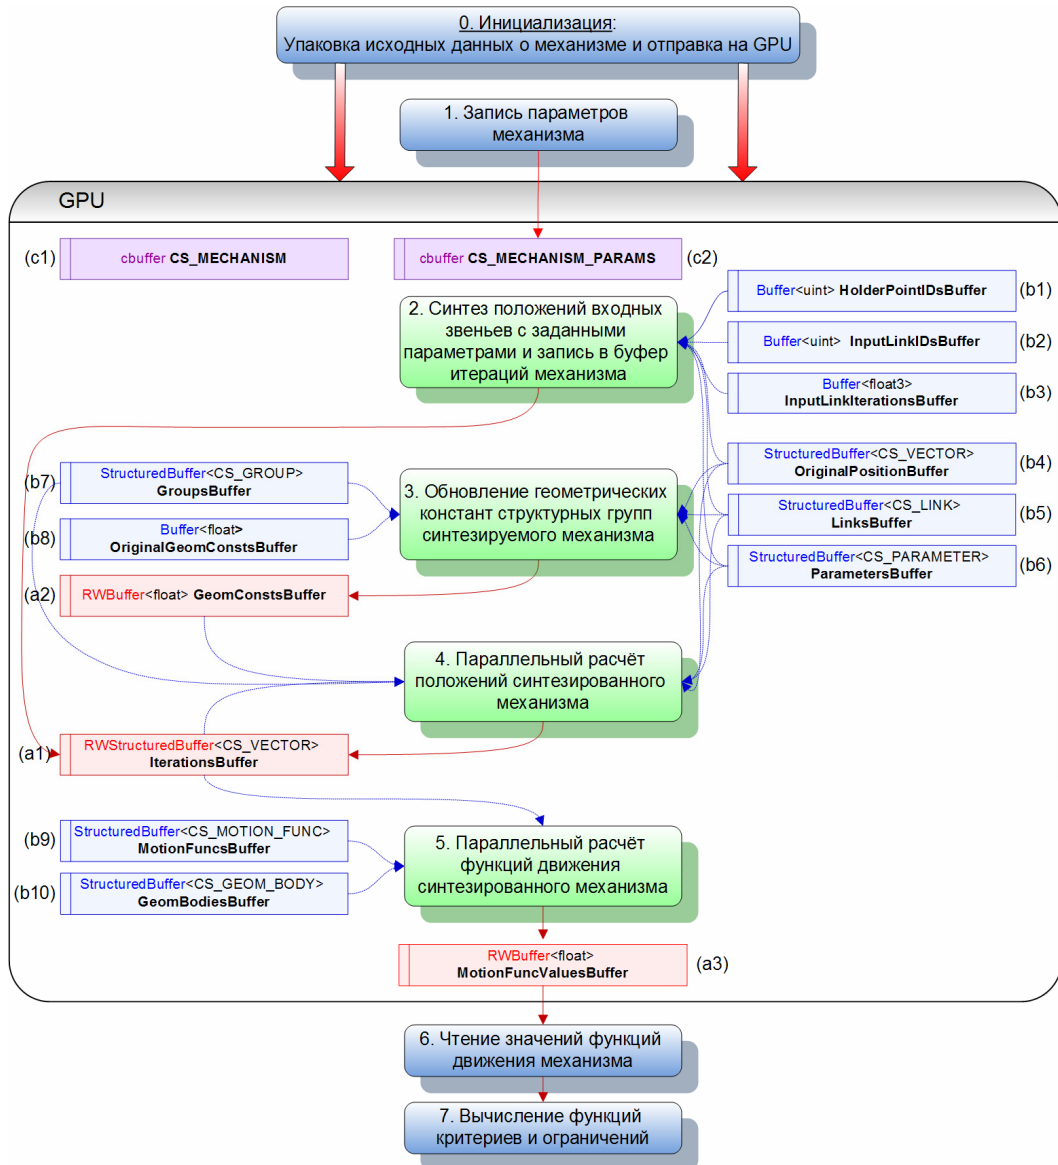 0. Инициализация:
Упаковка исходных данных о механизме и отправка на GPU
1. Запись параметров
механизма
GPU
(c1)
cbuffer CS_MECHANISM
cbuffer CS_MECHANISM_PARAMS
(c2)
2. Синтез положений входных
звеньев с заданными
параметрами и запись в буфер
итераций механизма
Buffer<uint> HolderPointIDsBuffer
(b1)
Buffer<uint> InputLinkIDsBuffer
(b2)
Buffer<float3>
InputLinkIterationsBuffer
(b3)
StructuredBuffer<CS_VECTOR>
OriginalPositionBuffer
(b4)
StructuredBuffer<CS_LINK>
LinksBuffer
(b5)
StructuredBuffer<CS_PARAMETER>
ParametersBuffer
(b6)
(b7)
StructuredBuffer<CS_GROUP>
GroupsBuffer
(b8)
Buffer<float>
OriginalGeomConstsBuffer
3. Обновление геометрических
констант структурных групп
синтезируемого механизма
(a2)
RWBuffer<float> GeomConstsBuffer
4. Параллельный расчёт
положений синтезированного
механизма
(a1)
RWStructuredBuffer<CS_VECTOR>
IterationsBuffer
(b9)
StructuredBuffer<CS_MOTION_FUNC>
MotionFuncsBuffer
(b10)
StructuredBuffer<CS_GEOM_BODY>
GeomBodiesBuffer
5. Параллельный расчёт
функций движения
синтезированного механизма
RWBuffer<float>
MotionFuncValuesBuffer
(a3)
6. Чтение значений функций
движения механизма
7. Вычисление функций
критериев и ограничений